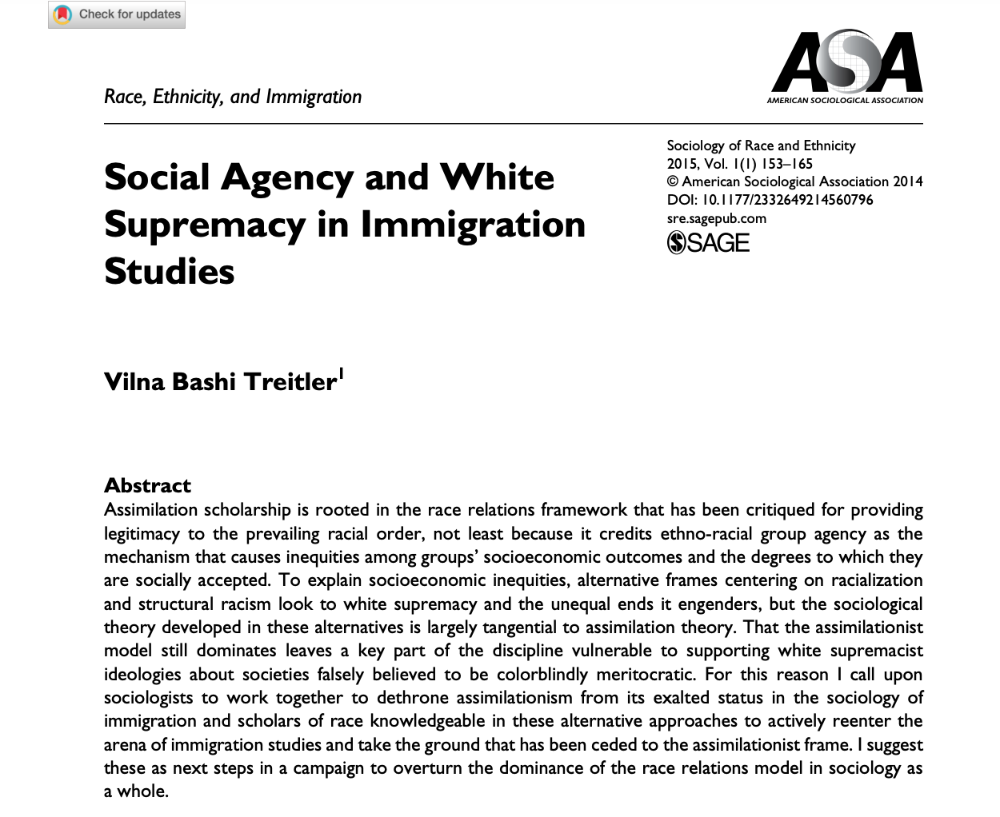 Check for updates
ASA
AMERICAN SOCIOLOGICAL ASSOCIATION
Race, Ethnicity, and Immigration
Sociology of Race and Ethnicity
2015, Vol. 1(1) 153–165
© American Sociological Association 2014
DOI: 10.1177/2332649214560796
sre.sagepub.com
SAGE
Social Agency and White
Supremacy in Immigration
Studies
Vilna Bashi Treitler1
Abstract
Assimilation scholarship is rooted in the race relations framework that has been critiqued for providing
legitimacy to the prevailing racial order, not least because it credits ethno-racial group agency as the
mechanism that causes inequities among groups’ socioeconomic outcomes and the degrees to which they
are socially accepted. To explain socioeconomic inequities, alternative frames centering on racialization
and structural racism look to white supremacy and the unequal ends it engenders, but the sociological
theory developed in these alternatives is largely tangential to assimilation theory. That the assimilationist
model still dominates leaves a key part of the discipline vulnerable to supporting white supremacist
ideologies about societies falsely believed to be colorblindly meritocratic. For this reason I call upon
sociologists to work together to dethrone assimilationism from its exalted status in the sociology of
immigration and scholars of race knowledgeable in these alternative approaches to actively reenter the
arena of immigration studies and take the ground that has been ceded to the assimilationist frame. I suggest
these as next steps in a campaign to overturn the dominance of the race relations model in sociology as
a whole.